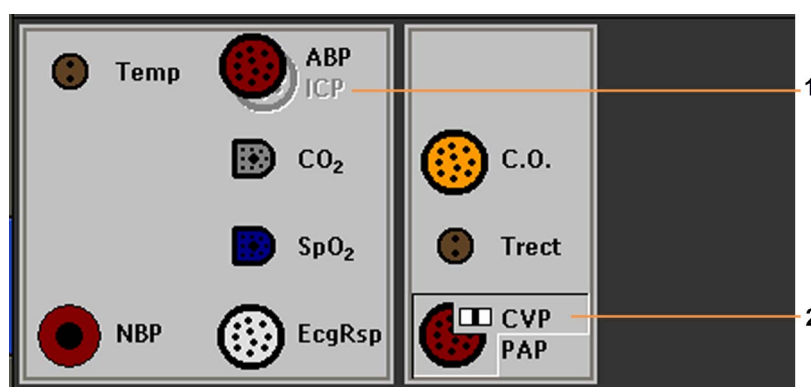 Temp
ABP
ICP
1
CO₂
C.O.
SpO₂
Trect
NBP
EcgRsp
CVP
2
PAP